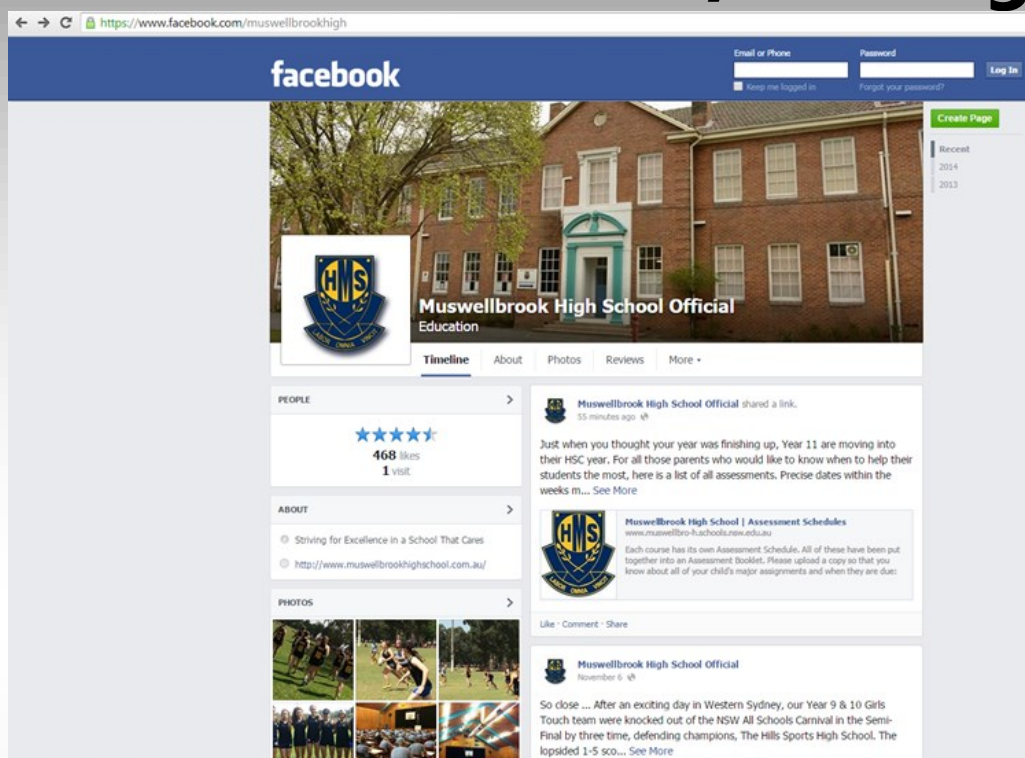 https://www.facebook.com/muswellbrookhigh
facebook
Email or Phone
Password
Log In
Keep me logged in
Forgot your password?
Create Page
Recent
2014
2013
HMS
LABOR OMNIA VINCIT
Muswellbrook High School Official
Education
Timeline
About
Photos
Reviews
More
PEOPLE
468 likes
1 visit
ABOUT
Striving for Excellence in a School That Cares
http://www.muswellbrookhighschool.com.au/
PHOTOS
Muswellbrook High School Official shared a link.
55 minutes ago
Just when you thought your year was finishing up, Year 11 are moving into
their HSC year. For all those parents who would like to know when to help their
students the most, here is a list of all assessments. Precise dates within the
weeks m... See More
HMS
Muswellbrook High School | Assessment Schedules
www.muswellbro-h.schools.nsw.edu.au
Each course has its own Assessment Schedule. All of these have been put
together into an Assessment Booklet. Please upload a copy so that you
know about all of your child's major assignments and when they are due:
LABOR OMNIA VINCIT
Like · Comment · Share
Muswellbrook High School Official
November 6
So close ... After an exciting day in Western Sydney, our Year 9 & 10 Girls
Touch team were knocked out of the NSW All Schools Carnival in the Semi-
Final by three time, defending champions, The Hills Sports High School. The
lopsided 1-5 sco... See More